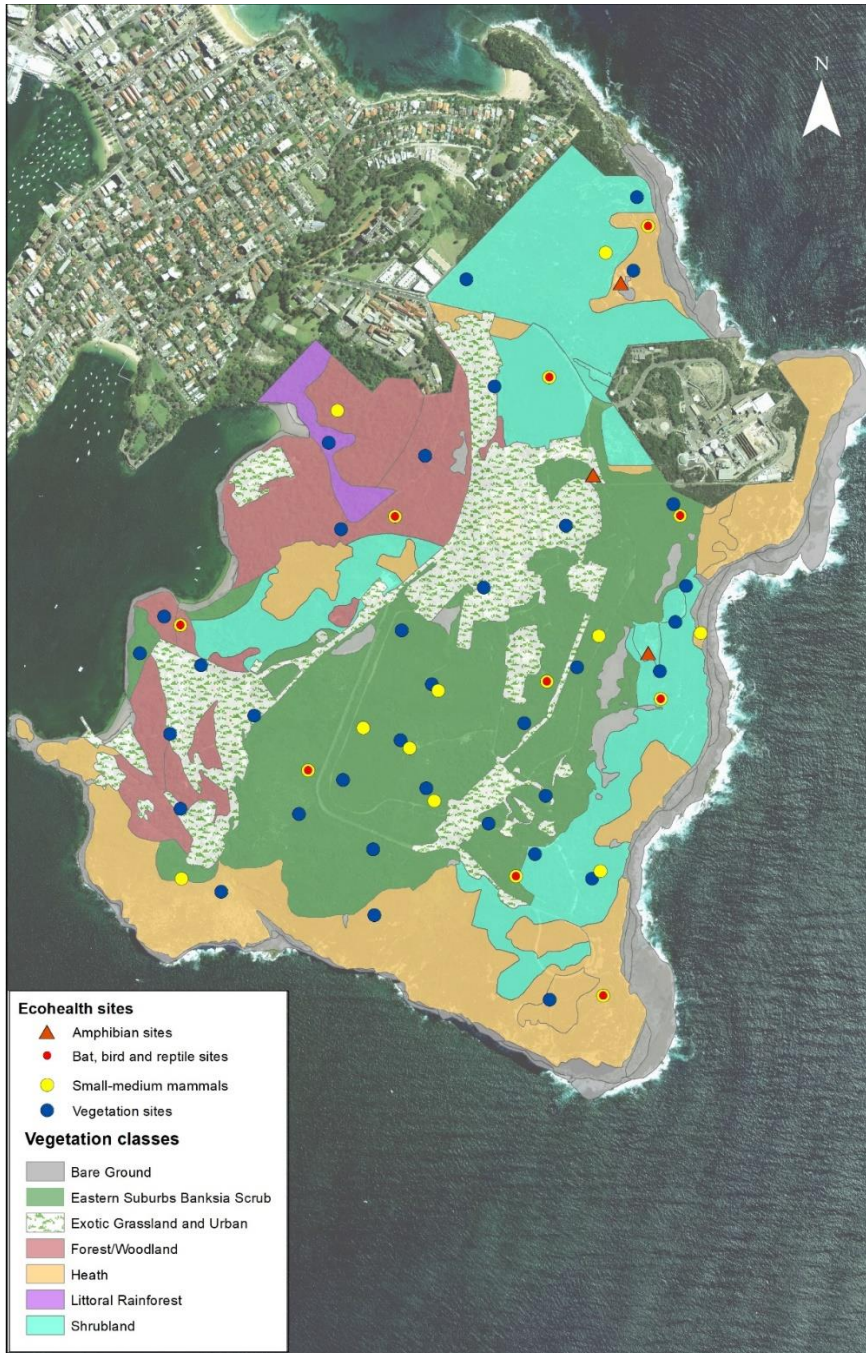 N
Ecohealth sites
Amphibian sites
Bat, bird and reptile sites
Small-medium mammals
Vegetation sites
Vegetation classes
Bare Ground
Eastern Suburbs Banksia Scrub
Exotic Grassland and Urban
Forest/Woodland
Heath
Littoral Rainforest
Shrubland